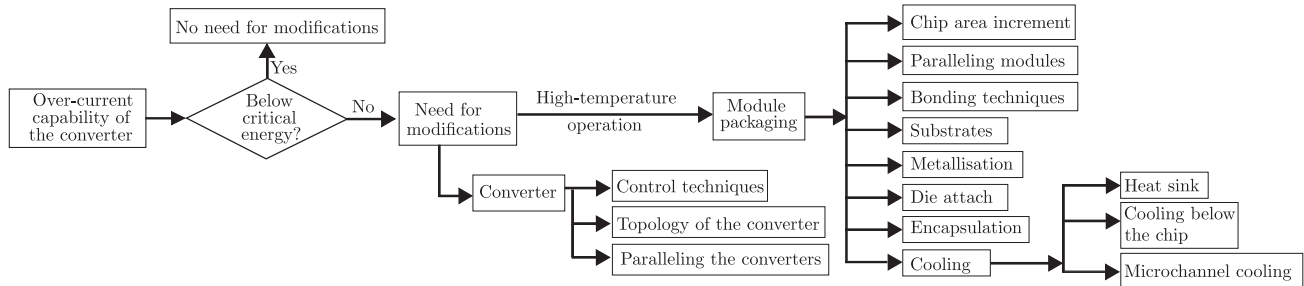 No need for modifications
Yes
Over-current
capability of
the converter
Below
critical
energy?
No
Need for
modifications
High-temperature
operation
Module
packaging
Chip area increment
Paralleling modules
Bonding techniques
Substrates
Metallisation
Die attach
Encapsulation
Cooling
Converter
Control techniques
Topology of the converter
Paralleling the converters
Heat sink
Cooling below
the chip
Microchannel cooling